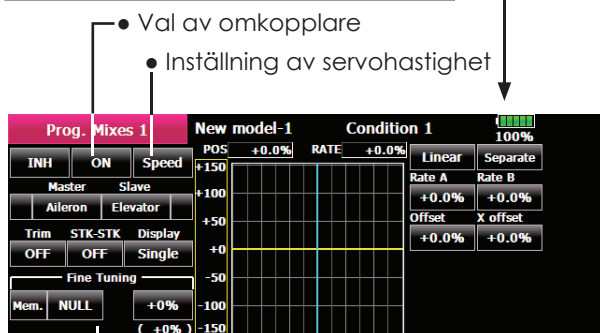 Val av omkopplare
Inställning av servohastighet
Prog. Mixes 1 New model-1 Condition 1 100%
POS +0.0% RATE +0.0%
INH ON Speed Linear Separate
Master Slave
Aileron Elevator
Rate A Rate B
+0.0% +0.0%
Offset X offset
+0.0% +0.0%
Trim STK-STK Display
OFF OFF Single
Fine Tuning
Mem. NULL +0%
( +0% )
+150
+100
+50
+0
-50
-100
-150